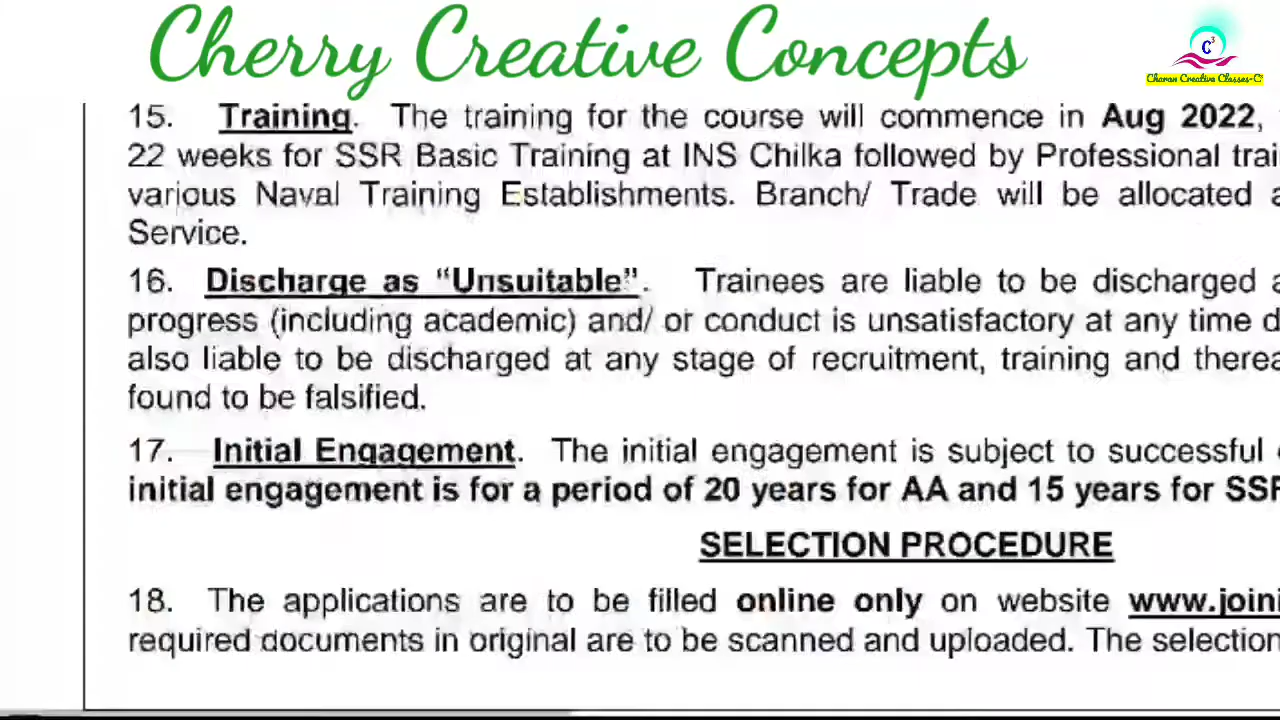 Cherry Creative Concepts
C3
Charan Creative Classes-C
15. Training. The training for the course will commence in Aug 2022,
22 weeks for SSR Basic Training at INS Chilka followed by Professional
various Naval Training Establishments. Branch/ Trade will be allocated
Service.
16. Discharge as “Unsuitable”. Trainees are liable to be discharged
progress (including academic) and/ or conduct is unsatisfactory at any time
also liable to be discharged at any stage of recruitment, training and
found to be falsified.
17. Initial Engagement. The initial engagement is subject to successful
initial engagement is for a period of 20 years for AA and 15 years for SSR
SELECTION PROCEDURE
18. The applications are to be filled online only on website www.joini
required documents in original are to be scanned and uploaded. The selection